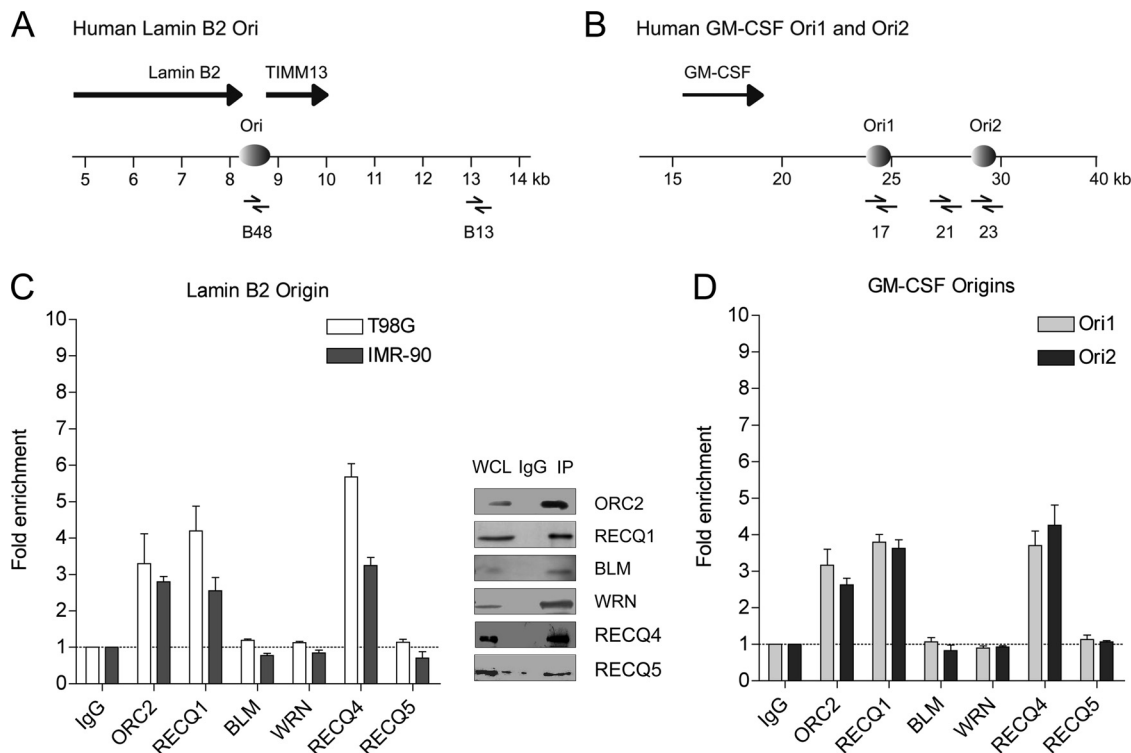 A
Human Lamin B2 Ori
Lamin B2
TIMM13
Ori
5 6 7 8 9 10 11 12 13 14 kb
B48
B13
B
Human GM-CSF Ori1 and Ori2
GM-CSF
Ori1
Ori2
15 20 25 30 40 kb
17 21 23
C
Lamin B2 Origin
T98G
IMR-90
Fold enrichment
10
9
8
7
6
5
4
3
2
1
0
IgG
ORC2
RECQ1
BLM
WRN
RECQ4
RECQ5
WCL IgG IP
ORC2
RECQ1
BLM
WRN
RECQ4
RECQ5
D
GM-CSF Origins
Ori1
Ori2
Fold enrichment
10
9
8
7
6
5
4
3
2
1
0
IgG
ORC2
RECQ1
BLM
WRN
RECQ4
RECQ5